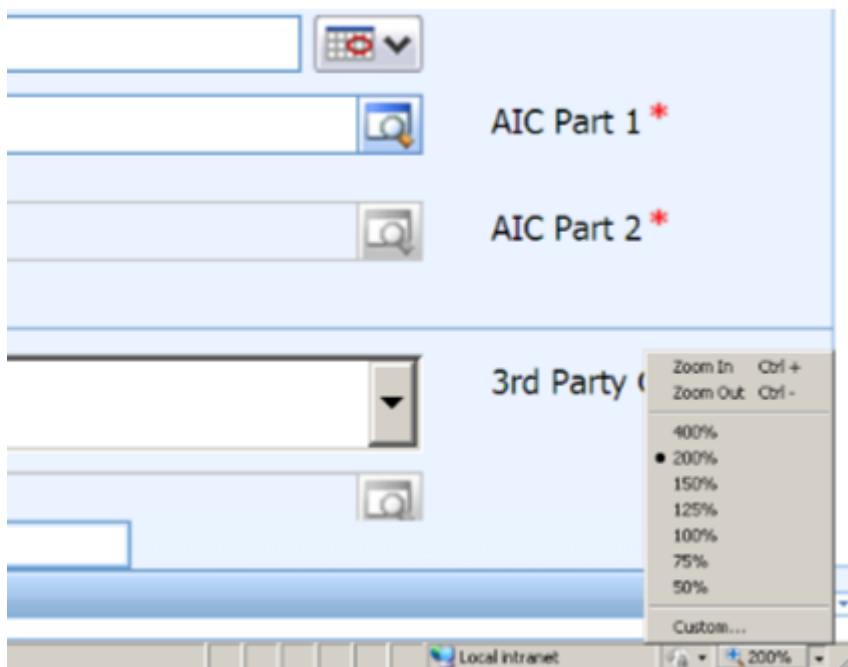 AIC Part 1 *
AIC Part 2 *
3rd Party
Zoom In Ctrl +
Zoom Out Ctrl -
400%
200%
150%
125%
100%
75%
50%
Custom...
Local intranet
200%